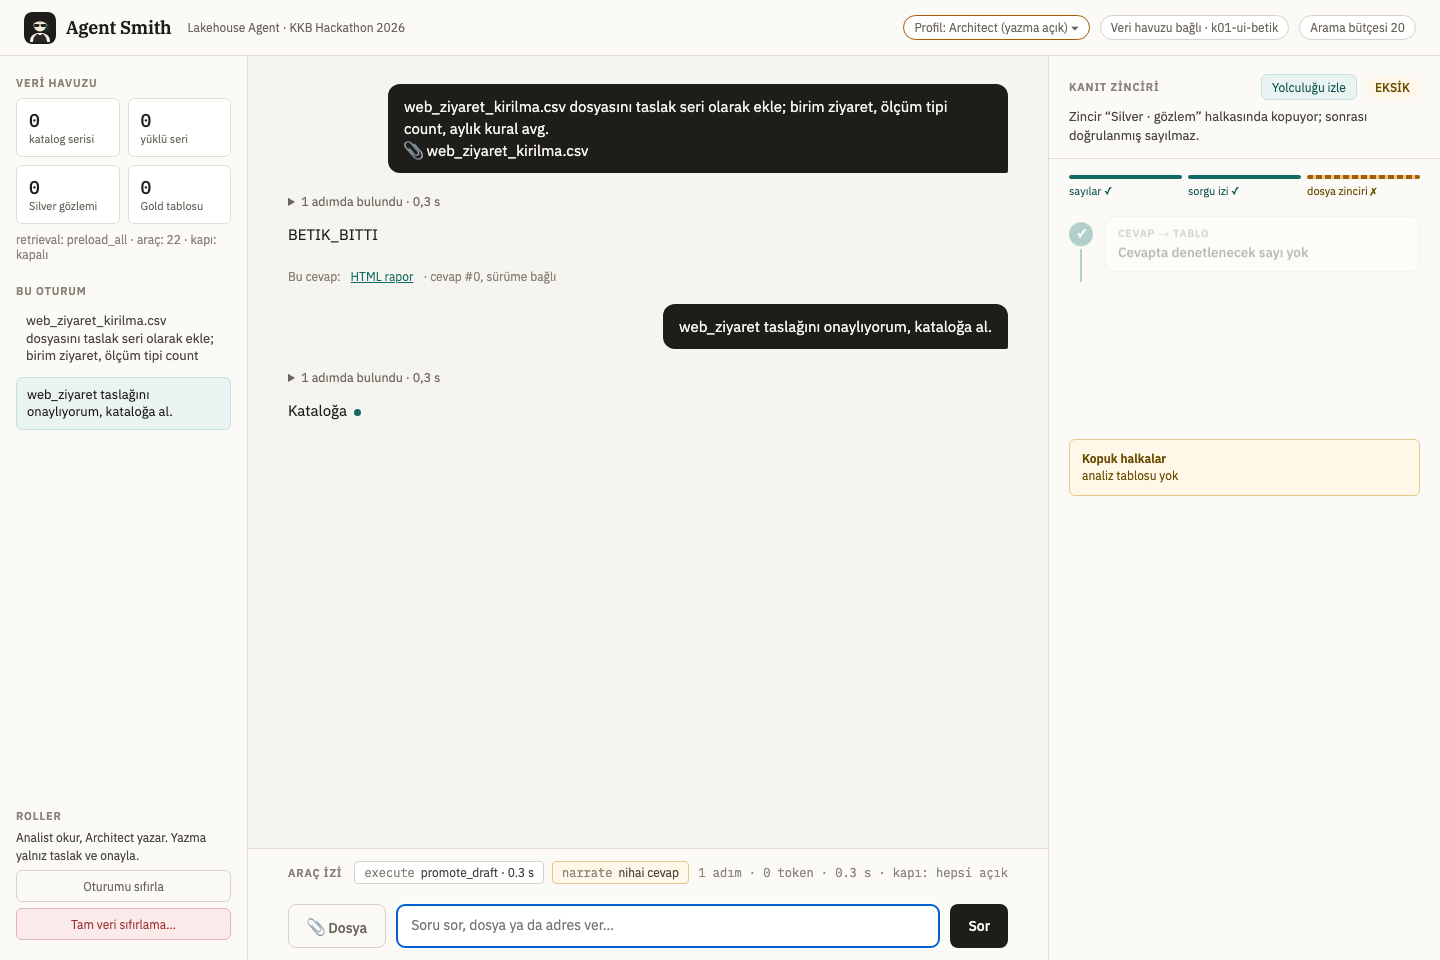 Agent Smith
Lakehouse Agent · KKB Hackathon 2026
Profil: Architect (yazma açık)
Veri havuzu bağlı · k01-ui-betik
Arama bütçesi 20
VERİ HAVUZU
0
katalog serisi
0
yüklü seri
0
Silver gözlemi
0
Gold tablosu
retrieval: preload_all · araç: 22 · kapı:
kapalı
BU OTURUM
web_ziyaret_kirilma.csv
dosyasını taslak seri olarak ekle;
birim ziyaret, ölçüm tipi count
web_ziyaret taslağını
onaylıyorum, kataloğa al.
ROLLER
Analist okur, Architect yazar. Yazma
yalnız taslak ve onayla.
Oturumu sıfırla
Tam veri sıfırlama…
web_ziyaret_kirilma.csv dosyasını taslak seri olarak ekle; birim ziyaret, ölçüm tipi
count, aylık kural avg.
📎 web_ziyaret_kirilma.csv
▶ 1 adımda bulundu · 0,3 s
BETIK_BITTI
Bu cevap: HTML rapor · cevap #0, sürüme bağlı
web_ziyaret taslağını onaylıyorum, kataloğa al.
▶ 1 adımda bulundu · 0,3 s
Kataloğa
ARAÇ İZİ
execute promote_draft · 0.3 s
narrate nihai cevap
1 adım · 0 token · 0.3 s · kapı: hepsi açık
📎 Dosya
Soru sor, dosya ya da adres ver…
Sor
KANIT ZİNCİRİ
Yolculuğu izle
EKSİK
Zincir “Silver · gözlem” halkasında kopuyor; sonrası
doğrulanmış sayılmaz.
sayılar ✓
sorgu izi ✓
dosya zinciri ✗
CEVAP → TABLO
Cevapta denetlenecek sayı yok
Kopuk halkalar
analiz tablosu yok